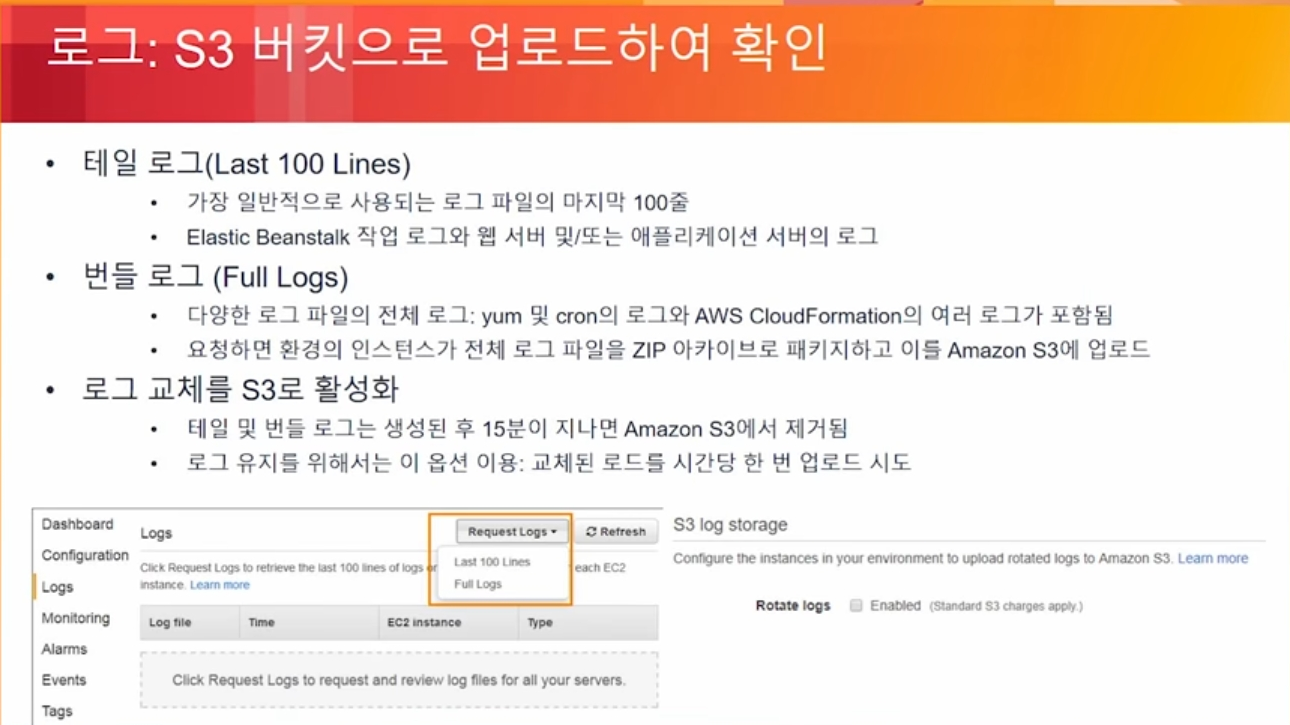 로그: S3 버킷으로 업로드하여 확인
• 테일 로그(Last 100 Lines)
• 가장 일반적으로 사용되는 로그 파일의 마지막 100줄
• Elastic Beanstalk 작업 로그와 웹 서버 및/또는 애플리케이션 서버의 로그
• 번들 로그 (Full Logs)
• 다양한 로그 파일의 전체 로그: yum 및 cron의 로그와 AWS CloudFormation의 여러 로그가 포함됨
• 요청하면 환경의 인스턴스가 전체 로그 파일을 ZIP 아카이브로 패키지하고 이를 Amazon S3에 업로드
• 로그 교체를 S3로 활성화
• 테일 및 번들 로그는 생성된 후 15분이 지나면 Amazon S3에서 제거됨
• 로그 유지를 위해서는 이 옵션 이용: 교체된 로드를 시간당 한 번 업로드 시도
Dashboard
Configuration
Logs
Monitoring
Alarms
Events
Tags
Logs
Request Logs
Refresh
Last 100 Lines
Full Logs
Click Request Logs to retrieve the last 100 lines of logs or each EC2
instance. Learn more
Log file Time EC2 instance Type
Click Request Logs to request and review log files for all your servers.
S3 log storage
Configure the instances in your environment to upload rotated logs to Amazon S3. Learn more
Rotate logs Enabled (Standard S3 charges apply.)